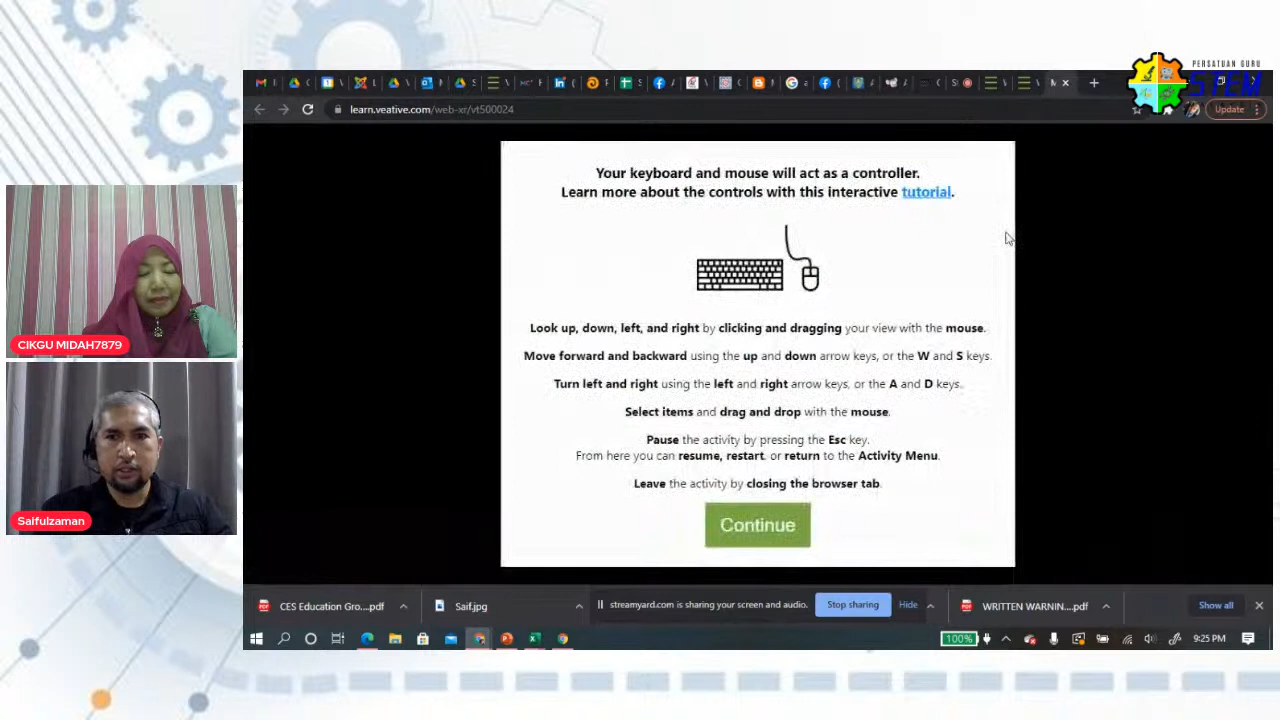 PERSATUAN GURU
STEM
learn.veative.com/web-xr/vt500024
Update
Your keyboard and mouse will act as a controller.
Learn more about the controls with this interactive tutorial.
Look up, down, left, and right by clicking and dragging your view with the mouse.
Move forward and backward using the up and down arrow keys, or the W and S keys.
Turn left and right using the left and right arrow keys, or the A and D keys.
Select items and drag and drop with the mouse.
Pause the activity by pressing the Esc key.
From here you can resume, restart, or return to the Activity Menu.
Leave the activity by closing the browser tab.
Continue
CIKGU MIDAH7879
Saifulzaman
CES Education Gro....pdf
Saif.jpg
streamyard.com is sharing your screen and audio.
Stop sharing
Hide
WRITTEN WARNIN....pdf
Show all
100%
9:25 PM